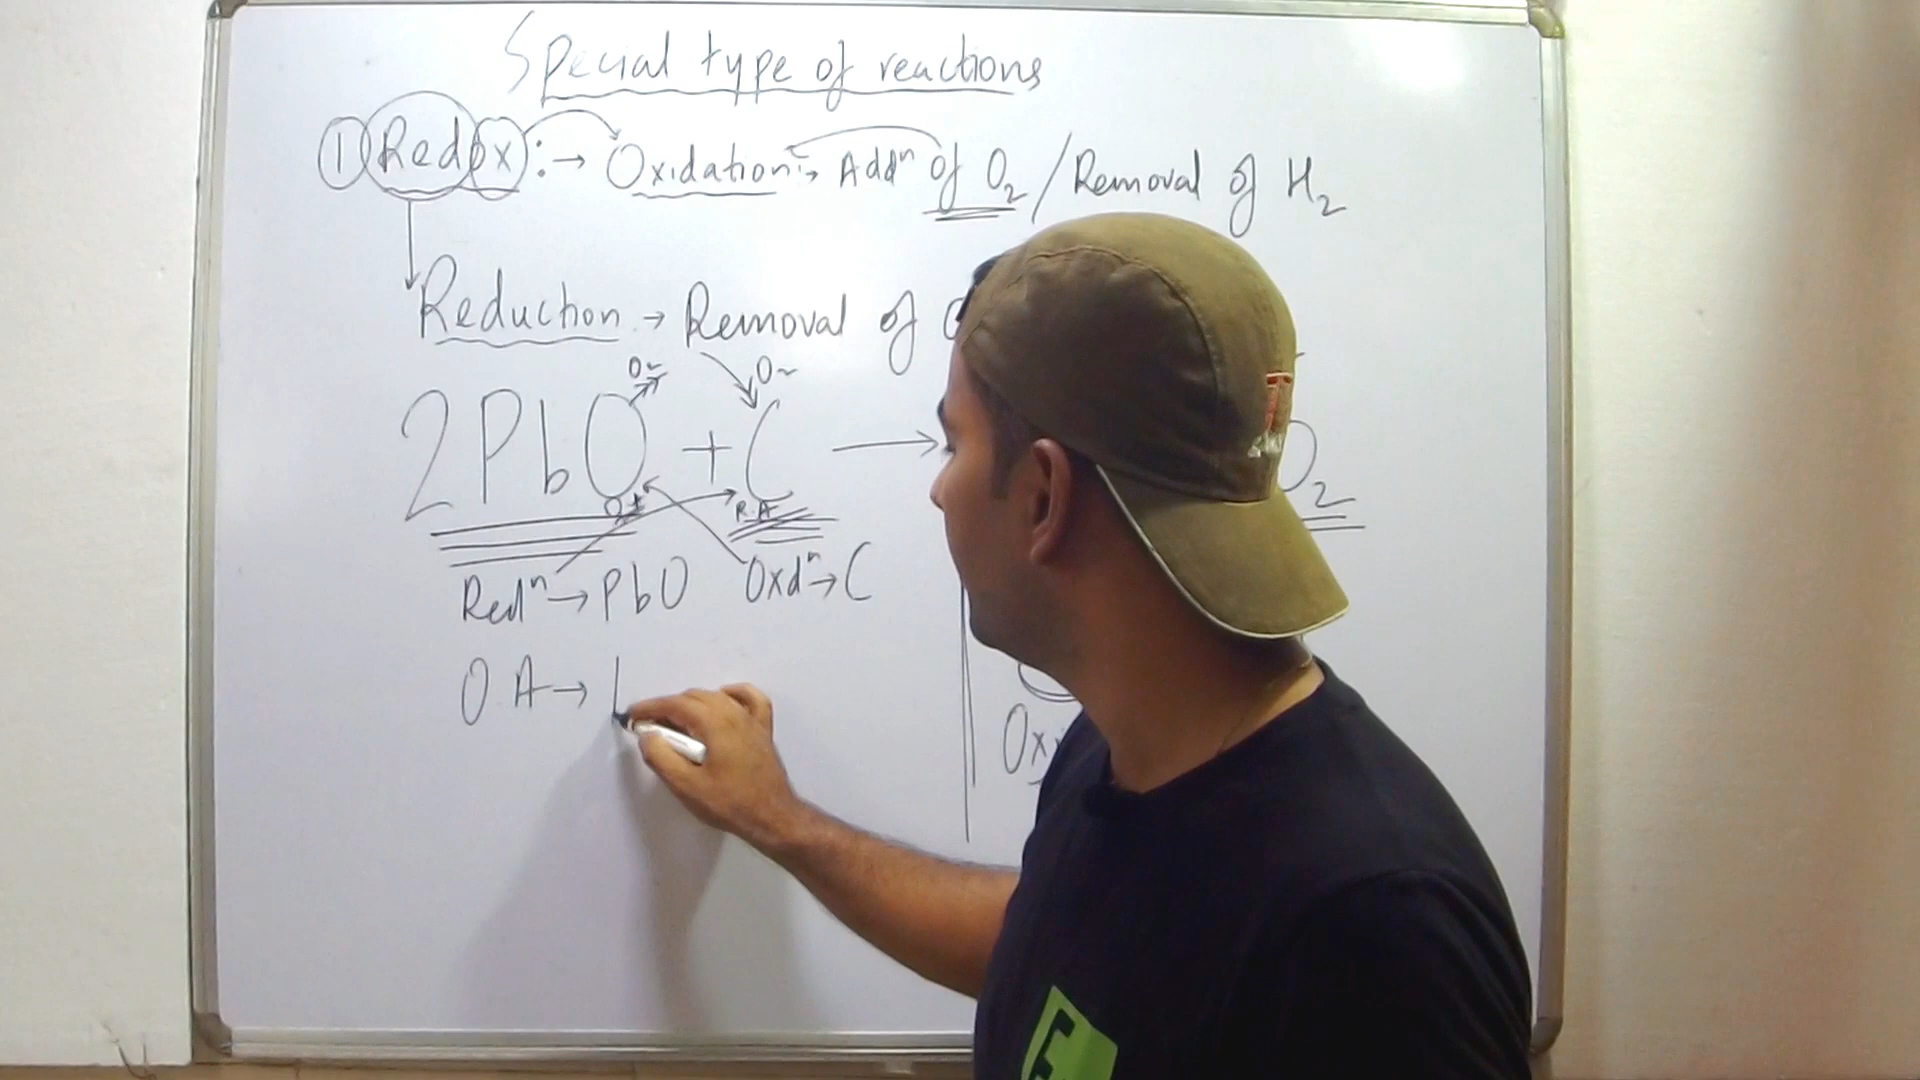 Special type of reactions
① Redox :→ Oxidation :→ Addⁿ of O₂ / Removal of H₂
Reduction → Removal of
O₂ O₂
2PbO + C → O₂
R.A
Redⁿ → PbO Oxdⁿ → C
O A →
Ox